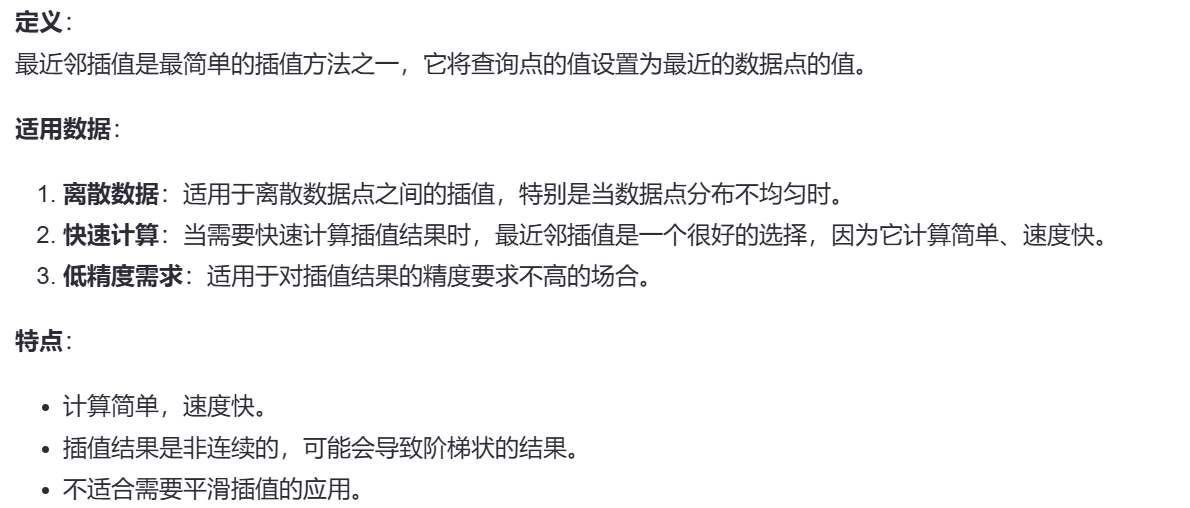 定义：
最近邻插值是最简单的插值方法之一，它将查询点的值设置为最近的数据点的值。
适用数据：
1. 离散数据：适用于离散数据点之间的插值，特别是当数据点分布不均匀时。
2. 快速计算：当需要快速计算插值结果时，最近邻插值是一个很好的选择，因为它计算简单、速度快。
3. 低精度需求：适用于对插值结果的精度要求不高的场合。
特点：
• 计算简单，速度快。
• 插值结果是非连续的，可能会导致阶梯状的结果。
• 不适合需要平滑插值的应用。